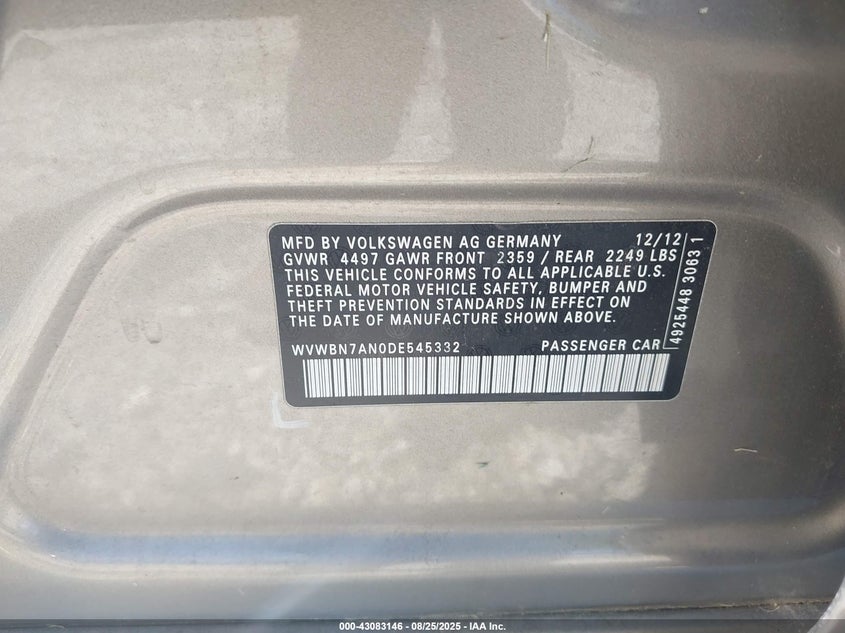 MFD BY VOLKSWAGEN AG GERMANY 12/12
GVWR 4497 GAWR FRONT 2359 / REAR 2249 LBS
THIS VEHICLE CONFORMS TO ALL APPLICABLE U.S.
FEDERAL MOTOR VEHICLE SAFETY, BUMPER AND
THEFT PREVENTION STANDARDS IN EFFECT ON
THE DATE OF MANUFACTURE SHOWN ABOVE.
WVWBN7AN0DE545332 PASSENGER CAR
4925448 3063 1
000-43083146 - 08/25/2025 - IAA Inc.